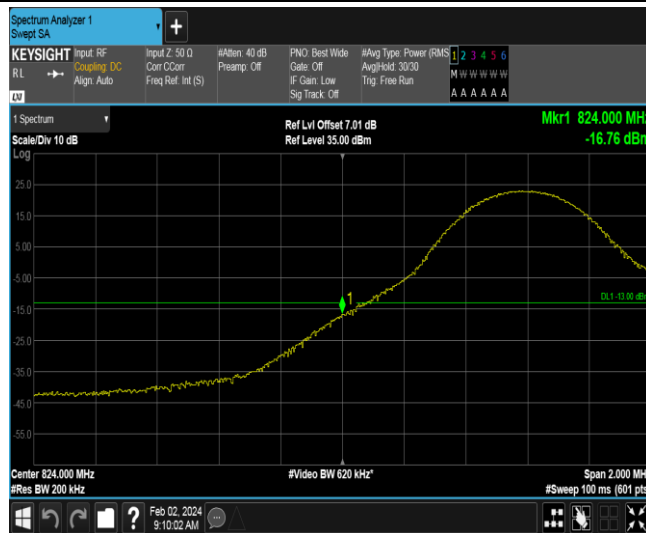 Spectrum Analyzer 1
Swept SA
+
KEYSIGHT
RL
LXI
Input: RF
Coupling: DC
Align: Auto
Input Z: 50 Ω
Corr CCorr
Freq Ref: Int (S)
#Atten: 40 dB
Preamp: Off
PNO: Best Wide
Gate: Off
IF Gain: Low
Sig Track: Off
#Avg Type: Power (RMS
Avg|Hold: 30/30
Trig: Free Run
1 2 3 4 5 6
M W W W W W
A A A A A A
1 Spectrum
Scale/Div 10 dB
Log
Ref Lvl Offset 7.01 dB
Ref Level 35.00 dBm
Mkr1 824.000 MHz
-16.76 dBm
25.0
15.0
5.00
-5.00
1
DL1 -13.00 dBm
-15.0
-25.0
-35.0
-45.0
-55.0
Center 824.000 MHz
#Res BW 200 kHz
#Video BW 620 kHz*
Span 2.000 MHz
#Sweep 100 ms (601 pts)
?
Feb 02, 2024
9:10:02 AM